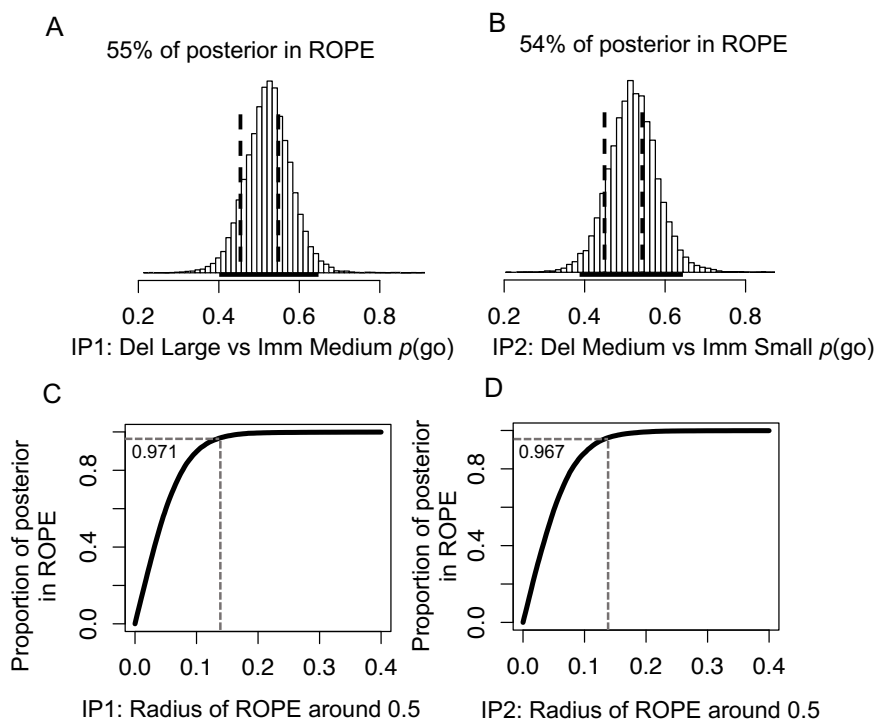 A
55% of posterior in ROPE
0.2 0.4 0.6 0.8
IP1: Del Large vs Imm Medium p(go)
B
54% of posterior in ROPE
0.2 0.4 0.6 0.8
IP2: Del Medium vs Imm Small p(go)
C
Proportion of posterior
in ROPE
0.0 0.4 0.8
0.971
0.0 0.1 0.2 0.3 0.4
IP1: Radius of ROPE around 0.5
D
Proportion of posterior
in ROPE
0.0 0.4 0.8
0.967
0.0 0.1 0.2 0.3 0.4
IP2: Radius of ROPE around 0.5